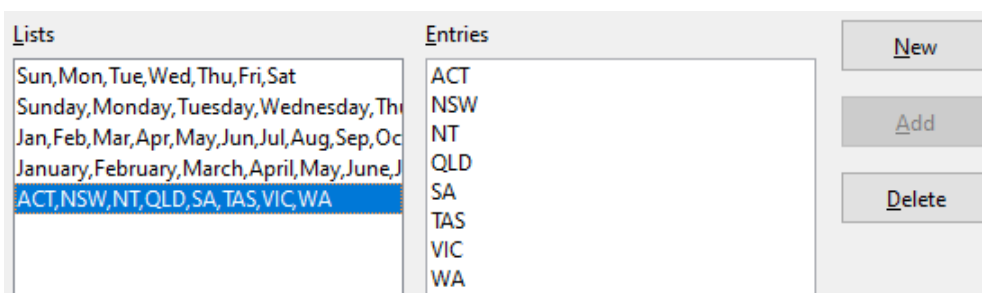 Lists
Sun,Mon,Tue,Wed,Thu,Fri,Sat
Sunday,Monday,Tuesday,Wednesday,Thu
Jan,Feb,Mar,Apr,May,Jun,Jul,Aug,Sep,Oc
January,February,March,April,May,June,J
ACT,NSW,NT,QLD,SA,TAS,VIC,WA
Entries
ACT
NSW
NT
QLD
SA
TAS
VIC
WA
New
Add
Delete